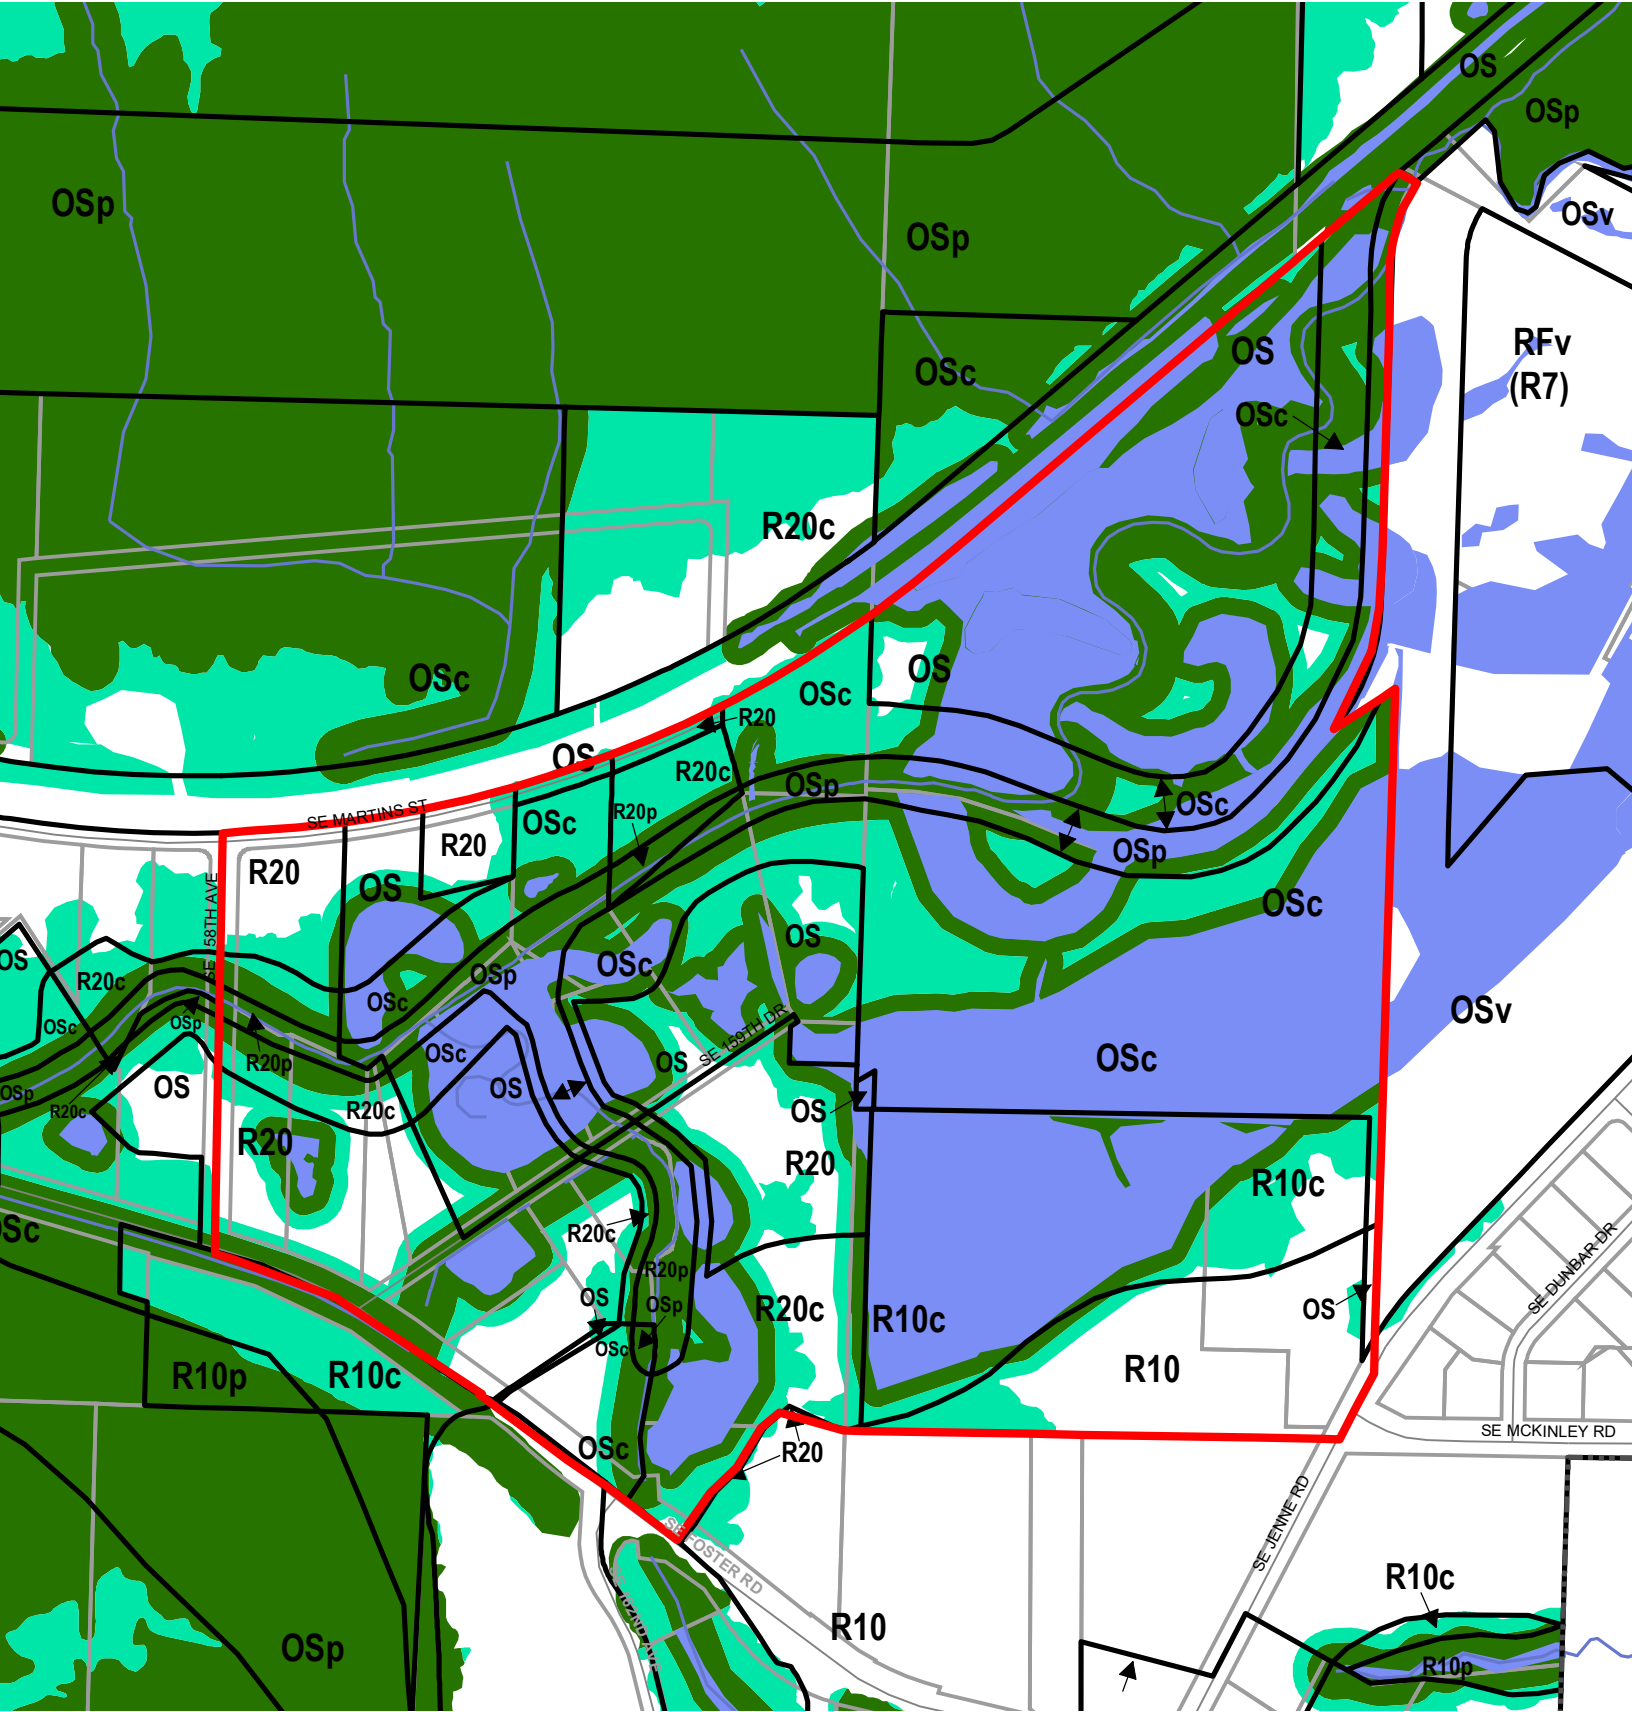 OS
OSp
OSp
OSv
OSp
RFv
(R7)
OS
OSc
OSc
R20c
OS
OSc
OSc
R20
OS
R20c
OSp
OSc
R20p
SE MARTINS ST
OSc
R20
OSp
R20
OS
OSc
SE 158TH AVE
OS
OS
OSc
OSp
R20c
OSc
OSv
OSc
OSp
SE 159TH DR
OSc
OSc
R20p
OS
OS
OS
OSp
R20c
R20c
OS
R20
R20
R10c
OSc
R20c
R20p
SE DUNBAR DR
OS
OSp
R20c
OS
R10c
OSc
R10p
R10c
R10
SE MCKINLEY RD
OSc
R20
SE JENNE RD
SE FOSTER RD
SE 162ND AVE
R10c
R10
OSp
R10p